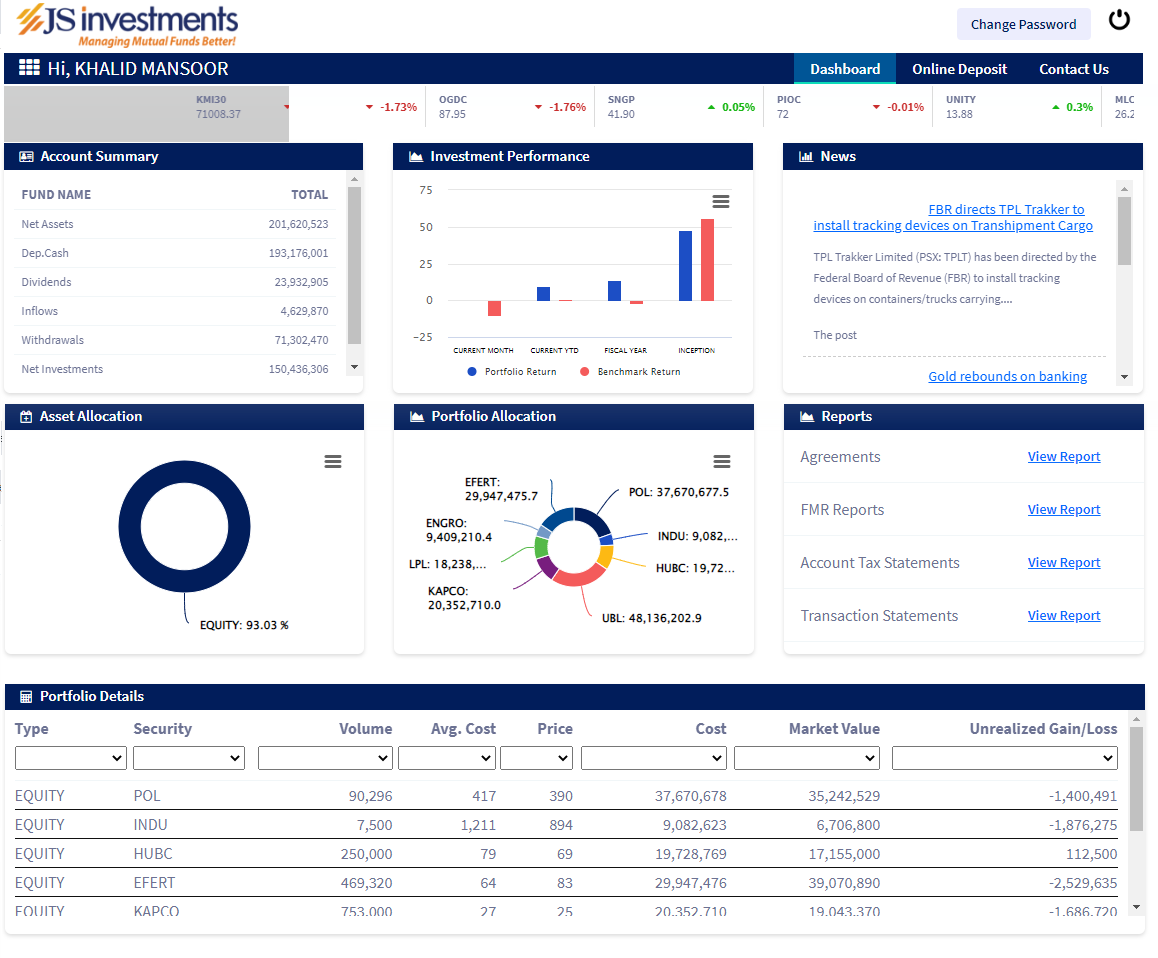 JS investments
Managing Mutual Funds Better!
Change Password
Hi, KHALID MANSOOR
Dashboard Online Deposit Contact Us
KMI30
71008.37
-1.73%
OGDC
87.95
-1.76%
SNGP
41.90
0.05%
PIOC
72
-0.01%
UNITY
13.88
0.3%
MLC
26.2
Account Summary
FUND NAME TOTAL
Net Assets 201,620,523
Dep.Cash 193,176,001
Dividends 23,932,905
Inflows 4,629,870
Withdrawals 71,302,470
Net Investments 150,436,306
Investment Performance
75
50
25
0
−25
CURRENT MONTH CURRENT YTD FISCAL YEAR INCEPTION
Portfolio Return Benchmark Return
News
FBR directs TPL Trakker to
install tracking devices on Transhipment Cargo
TPL Trakker Limited (PSX: TPLT) has been directed by the
Federal Board of Revenue (FBR) to install tracking
devices on containers/trucks carrying....
The post
Gold rebounds on banking
Asset Allocation
EQUITY: 93.03 %
Portfolio Allocation
EFERT:
29,947,475.7
POL: 37,670,677.5
ENGRO:
9,409,210.4
INDU: 9,082,...
LPL: 18,238,...
HUBC: 19,72...
KAPCO:
20,352,710.0
UBL: 48,136,202.9
Reports
Agreements View Report
FMR Reports View Report
Account Tax Statements View Report
Transaction Statements View Report
Portfolio Details
Type Security Volume Avg. Cost Price Cost Market Value Unrealized Gain/Loss
EQUITY POL 90,296 417 390 37,670,678 35,242,529 -1,400,491
EQUITY INDU 7,500 1,211 894 9,082,623 6,706,800 -1,876,275
EQUITY HUBC 250,000 79 69 19,728,769 17,155,000 112,500
EQUITY EFERT 469,320 64 83 29,947,476 39,070,890 -2,529,635
EQUITY KAPCO 753,000 27 25 20,352,710 19,043,370 -1,686,720